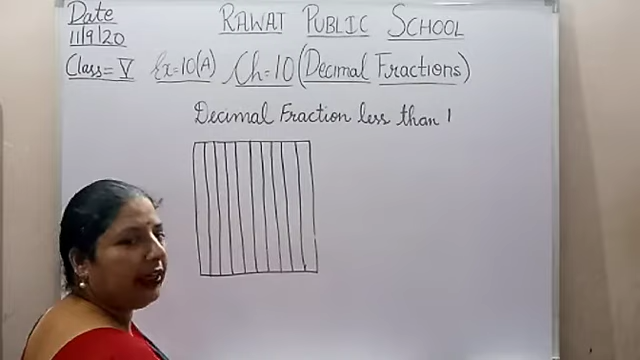 Date
11/9/20
RAWAT PUBLIC SCHOOL
Class=V Ex=10(A) Ch=10 (Decimal Fractions)
Decimal Fraction less than 1